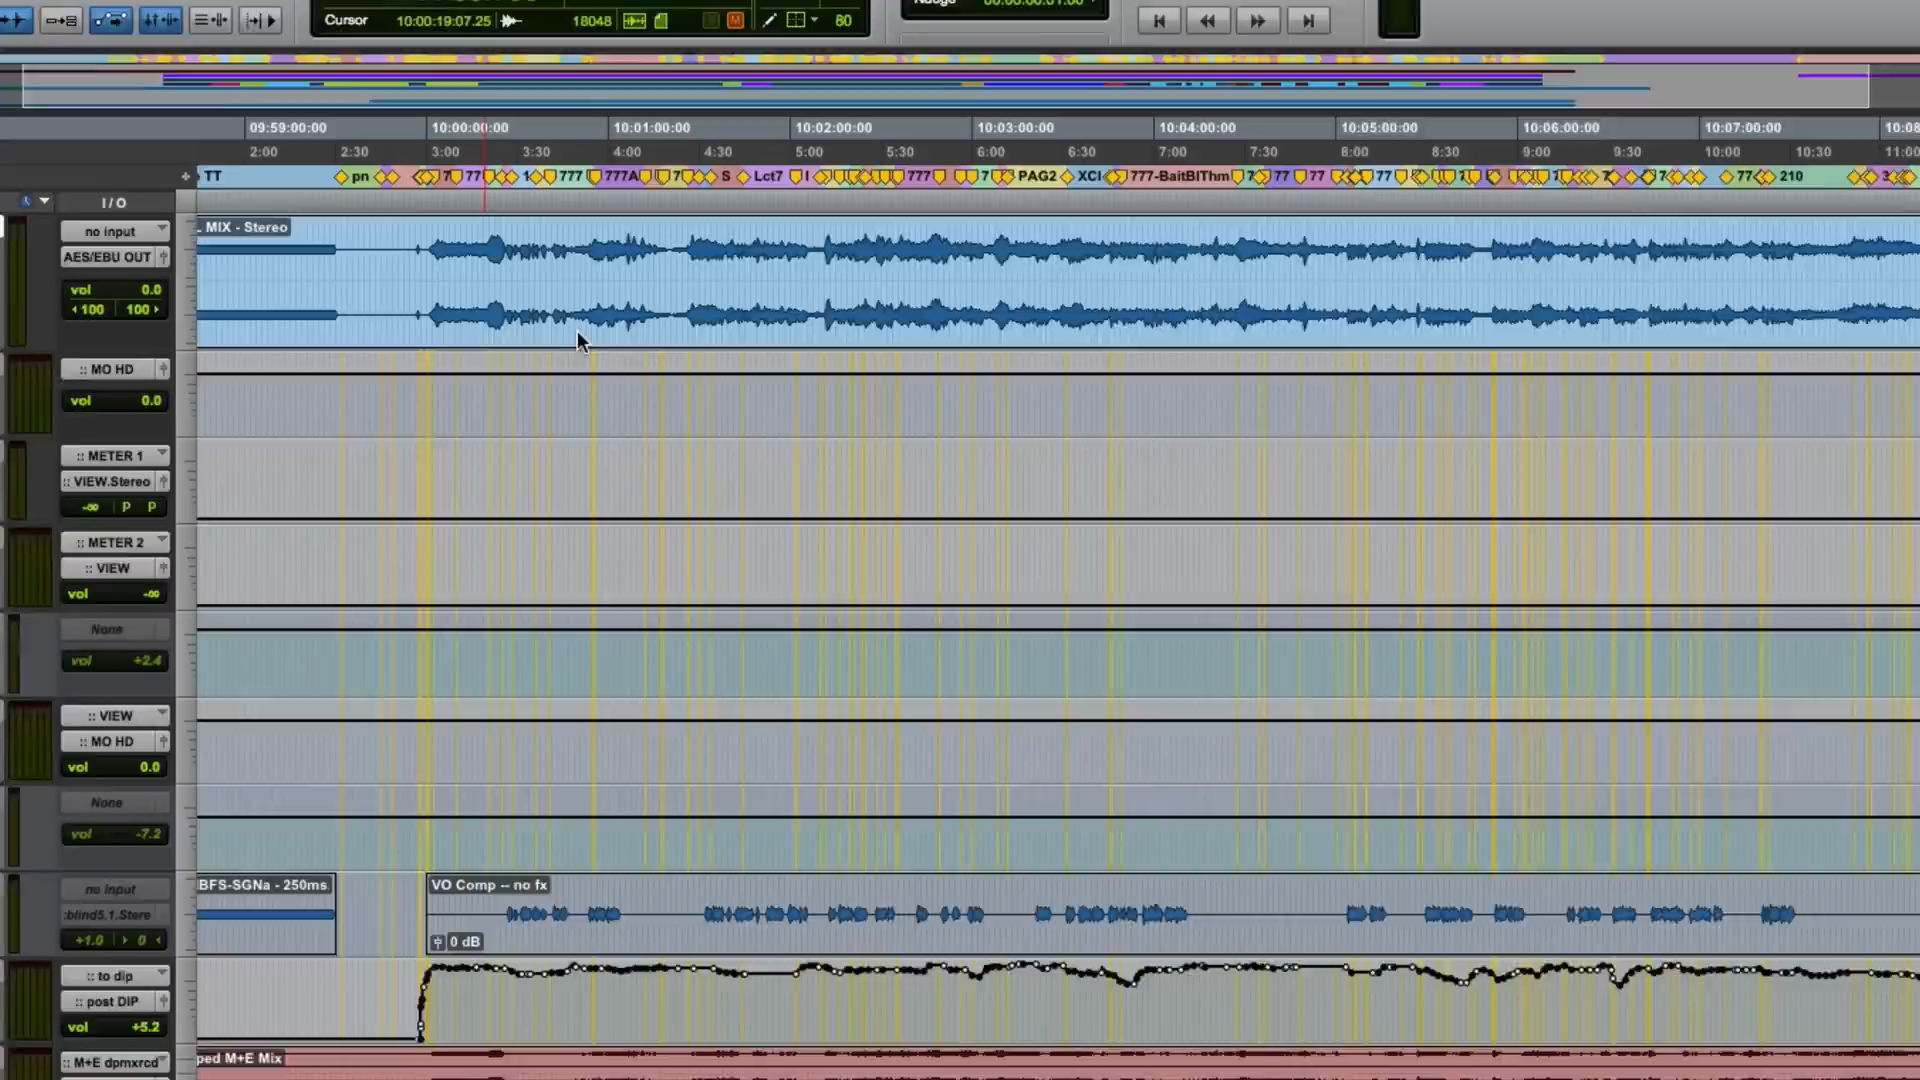 Nudge 00:00:00:01.00
Cursor 10:00:19:07.25 18048 80
09:59:00:00 10:00:00:00 10:01:00:00 10:02:00:00 10:03:00:00 10:04:00:00 10:05:00:00 10:06:00:00 10:07:00:00 10:08
2:00 2:30 3:00 3:30 4:00 4:30 5:00 5:30 6:00 6:30 7:00 7:30 8:00 8:30 9:00 9:30 10:00 10:30 11:00
TT pn 7 77 1 777 777A 7 S Lct7 I 777 7 PAG2 XCI 777-BaitBlThm 7 77 77 77 7 77 210 3
I/O
no input
L MIX - Stereo
AES/EBU OUT
vol 0.0
100 100
:: MO HD
vol 0.0
:: METER 1
:: VIEW.Stereo
-∞ P P
:: METER 2
:: VIEW
vol -∞
None
vol +2.4
:: VIEW
:: MO HD
vol 0.0
None
vol -7.2
no input
BFS-SGNa - 250ms
VO Comp -- no fx
:blind5.1.Stere
+1.0 0
0 dB
:: to dip
:: post DIP
vol +5.2
:: M+E dpmxrcd
ped M+E Mix